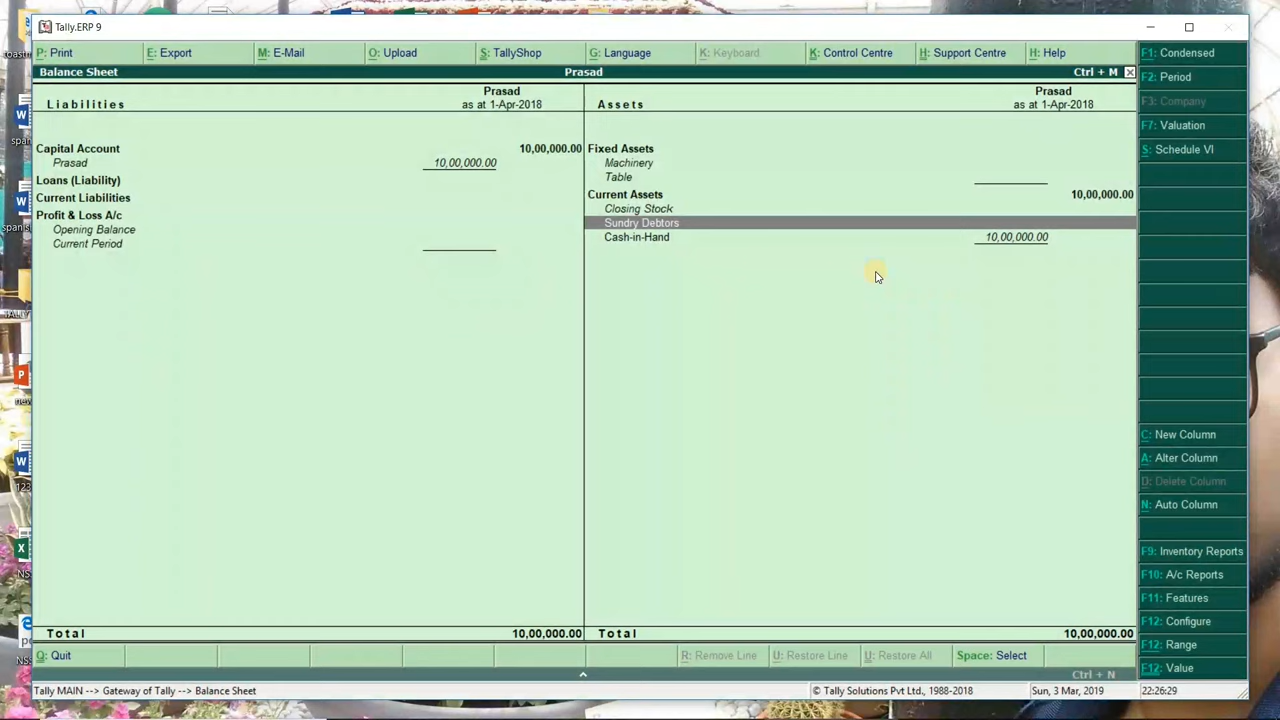 Tally.ERP 9
P: Print E: Export M: E-Mail O: Upload S: TallyShop G: Language K: Keyboard K: Control Centre H: Support Centre H: Help
Balance Sheet Prasad Ctrl + M
Liabilities Prasad as at 1-Apr-2018 Assets Prasad as at 1-Apr-2018
Capital Account 10,00,000.00 Fixed Assets
Prasad 10,00,000.00 Machinery
Loans (Liability) Table
Current Liabilities Current Assets 10,00,000.00
Profit & Loss A/c Closing Stock
Opening Balance Sundry Debtors
Current Period Cash-in-Hand 10,00,000.00
Total 10,00,000.00 Total 10,00,000.00
Q: Quit R: Remove Line U: Restore Line U: Restore All Space: Select
Ctrl + N
Tally MAIN --> Gateway of Tally --> Balance Sheet © Tally Solutions Pvt Ltd., 1988-2018 Sun, 3 Mar, 2019 22:26:29
F1: Condensed
F2: Period
F3: Company
F7: Valuation
S: Schedule VI
C: New Column
A: Alter Column
D: Delete Column
N: Auto Column
F9: Inventory Reports
F10: A/c Reports
F11: Features
F12: Configure
F12: Range
F12: Value